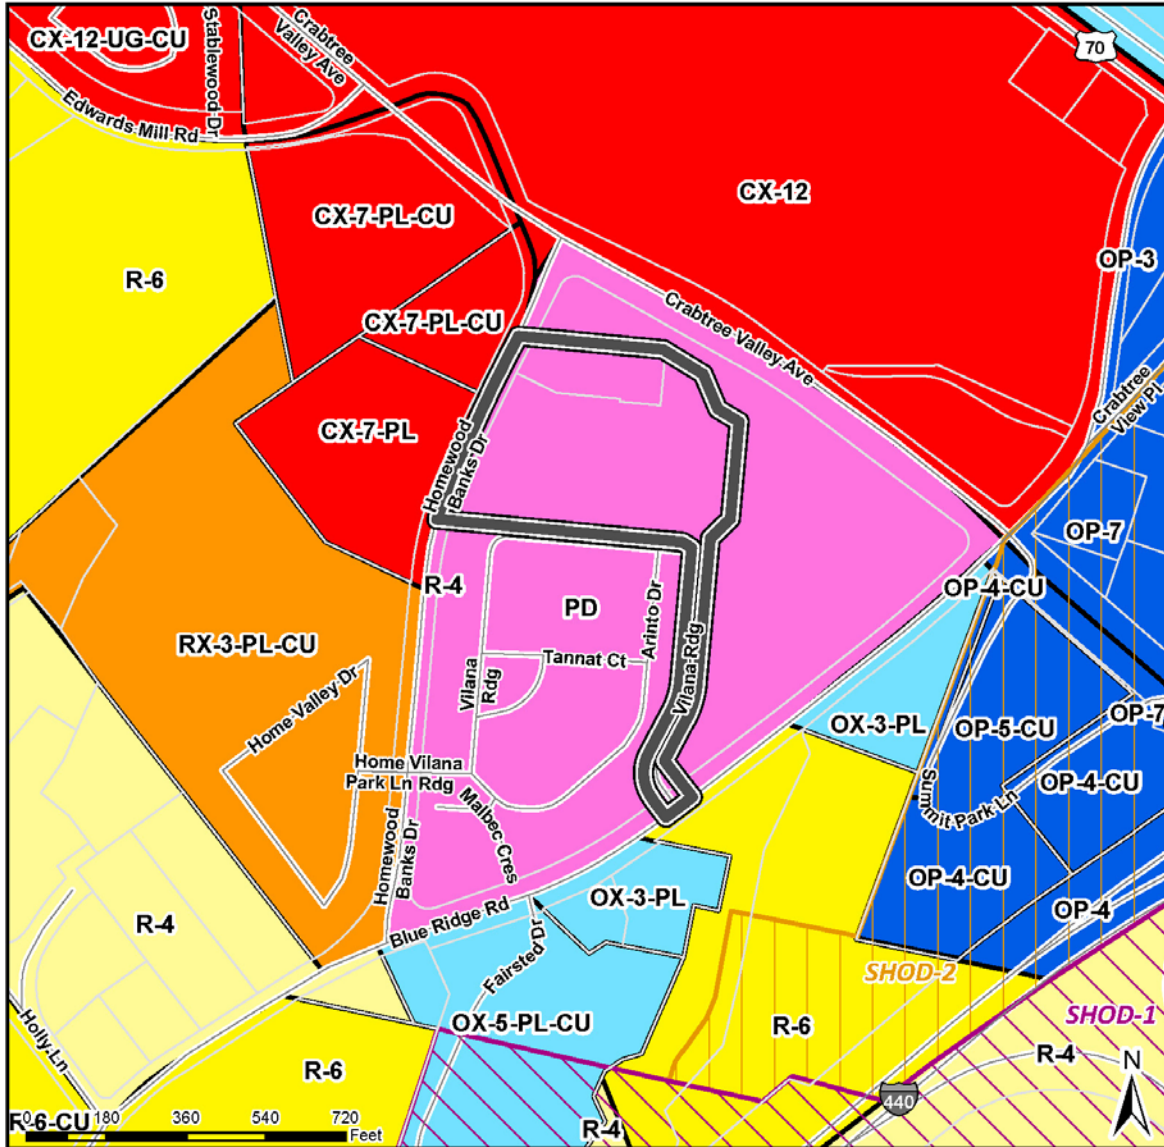 CX-12-UG-CU
Stablewood Dr
Crabtree
Valley Ave
70
Edwards Mill Rd
CX-12
CX-7-PL-CU
OP-3
R-6
CX-7-PL-CU
Crabtree Valley Ave
Crabtree
View Pl
CX-7-PL
Homewood
Banks Dr
OP-7
R-4
OP-4-CU
PD
Arinto Dr
RX-3-PL-CU
Tannat Ct
Vilana
Rdg
Vilana Rdg
Home Valley Dr
OX-3-PL
OP-5-CU
OP-7
Home Vilana
Park Ln Rdg
OP-4-CU
Summit Park Ln
Malbec Cres
Homewood
Banks Dr
OP-4-CU
OX-3-PL
OP-4
R-4
Blue Ridge Rd
Fairsted Dr
SHOD-2
SHOD-1
OX-5-PL-CU
R-6
Holly Ln
R-4
N
R-6
440
R-6-CU
R-4
0 180 360 540 720
Feet